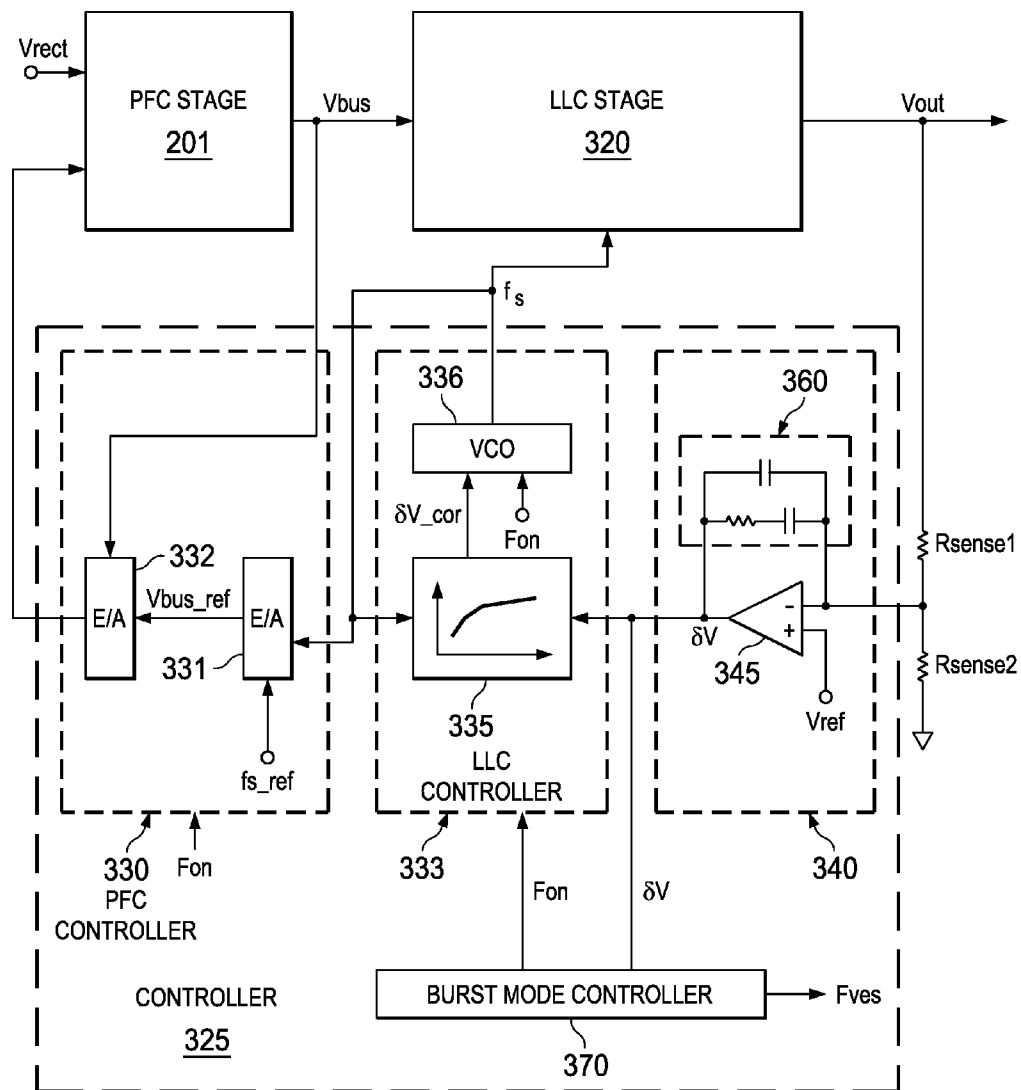 Vrect
PFC STAGE
201
Vbus
LLC STAGE
320
Vout
fs
336
VCO
360
δV_cor
Fon
332
E/A
Vbus_ref
E/A
331
fs_ref
335
LLC
CONTROLLER
δV
-
+
345
Vref
Rsense1
Rsense2
330
PFC
CONTROLLER
Fon
333
Fon
δV
340
CONTROLLER
325
BURST MODE CONTROLLER
370
Fves